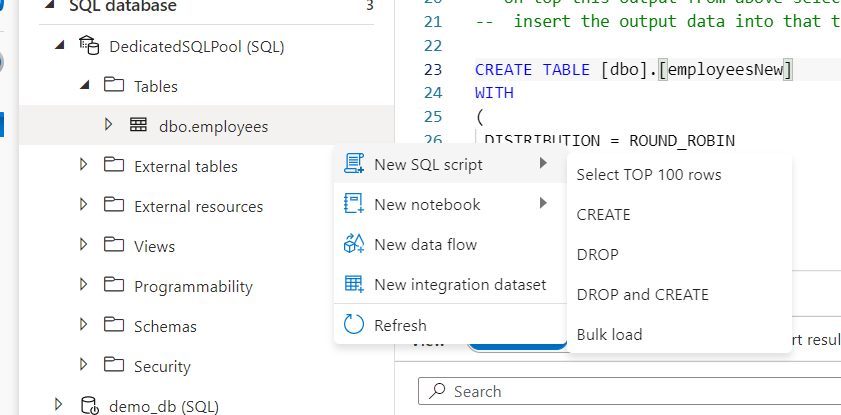 SQL database 3
DedicatedSQLPool (SQL)
Tables
dbo.employees
External tables
External resources
Views
Programmability
Schemas
Security
demo_db (SQL)
New SQL script
New notebook
New data flow
New integration dataset
Refresh
Select TOP 100 rows
CREATE
DROP
DROP and CREATE
Bulk load
on top this output from above selec
21 -- insert the output data into that t
22
23 CREATE TABLE [dbo].[employeesNew]
24 WITH
25 (
26 DISTRIBUTION = ROUND_ROBIN
View
rt resul
Search